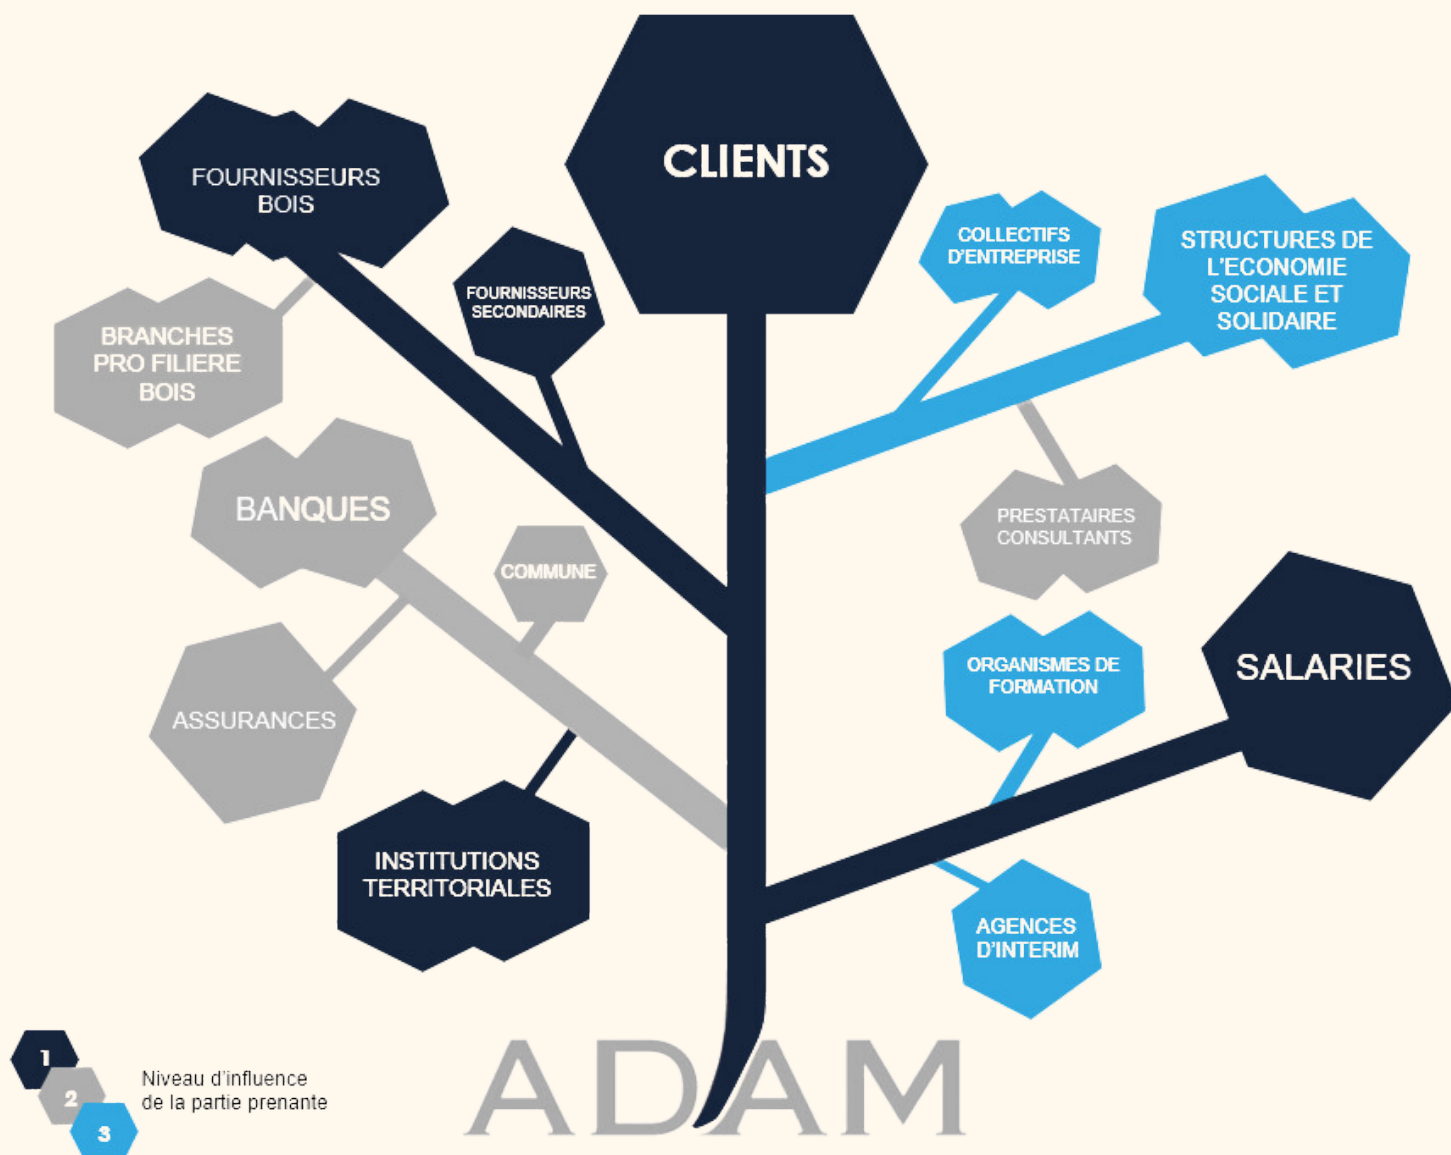 CLIENTS
FOURNISSEURS
BOIS
COLLECTIFS
D'ENTREPRISE
STRUCTURES DE
L'ECONOMIE
SOCIALE ET
SOLIDAIRE
FOURNISSEURS
SECONDAIRES
BRANCHES
PRO FILIERE
BOIS
BANQUES
PRESTATAIRES
CONSULTANTS
COMMUNE
ORGANISMES DE
FORMATION
SALARIES
ASSURANCES
INSTITUTIONS
TERRITORIALES
AGENCES
D'INTERIM
1
2
3
Niveau d'influence
de la partie prenante
ADAM